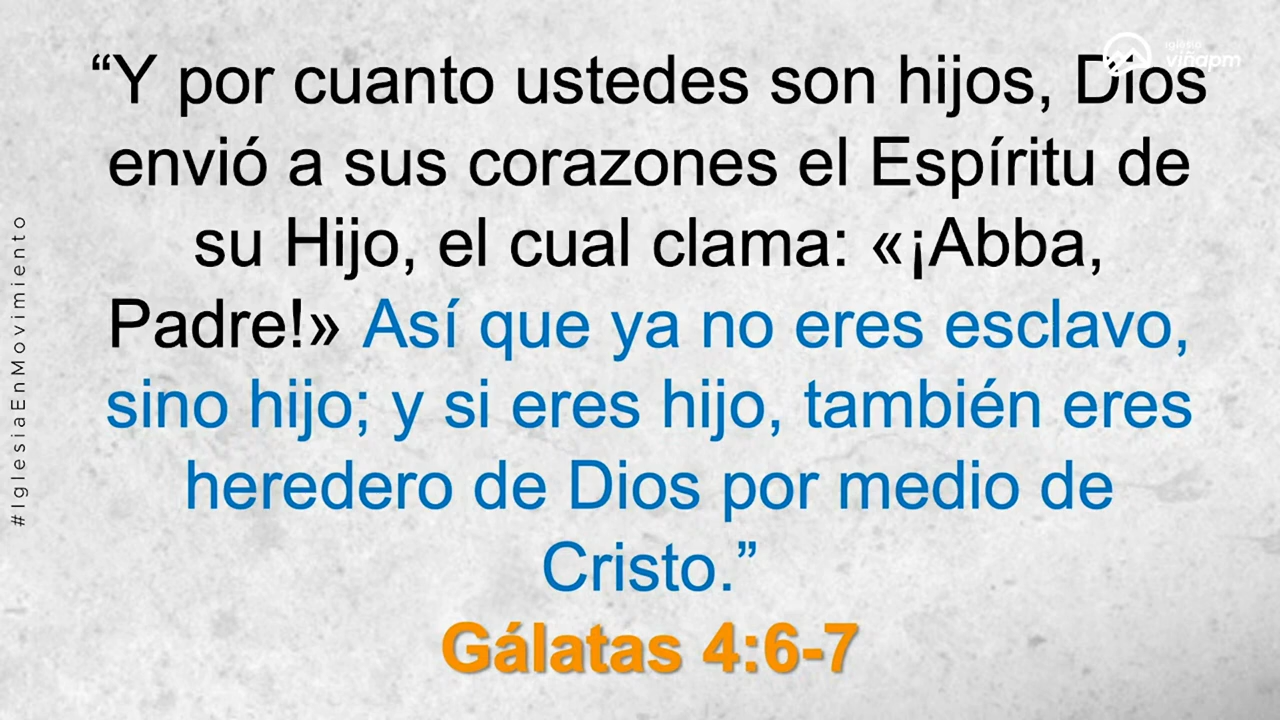 iglesia
viñapm
“Y por cuanto ustedes son hijos, Dios
envió a sus corazones el Espíritu de
su Hijo, el cual clama: «¡Abba,
Padre!» Así que ya no eres esclavo,
sino hijo; y si eres hijo, también eres
heredero de Dios por medio de
Cristo.”
Gálatas 4:6-7
#IglesiaEnMovimiento